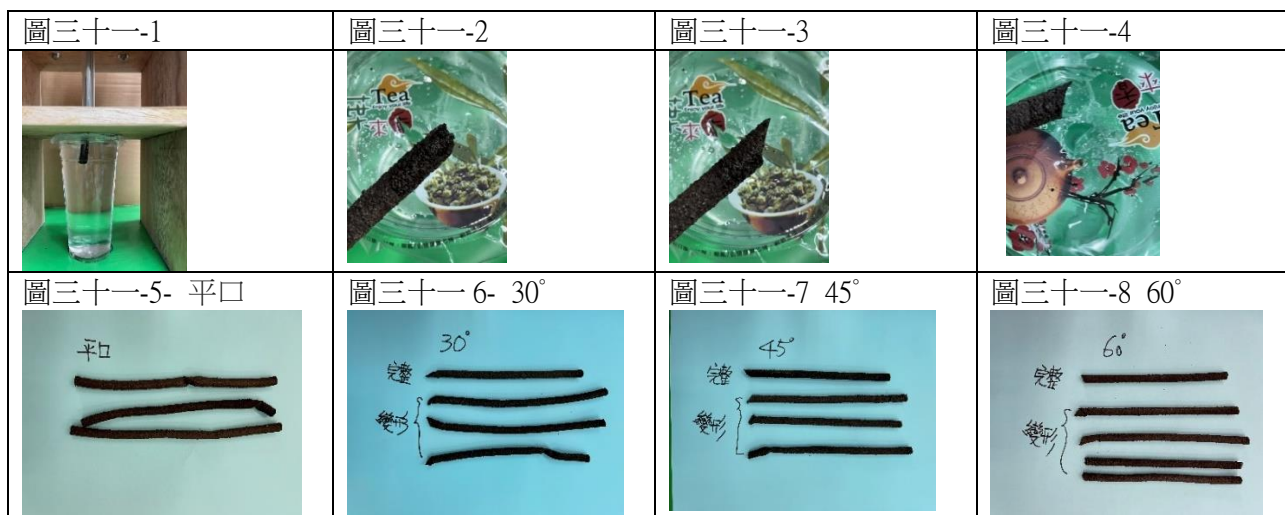 圖三十一-1
圖三十一-2
圖三十一-3
圖三十一-4
Tea
Tea
Tea
圖三十一-5- 平口
圖三十一 6- 30°
圖三十一-7 45°
圖三十一-8 60°
平口
30°
完整
變形
45°
完整
變形
60°
完整
變形